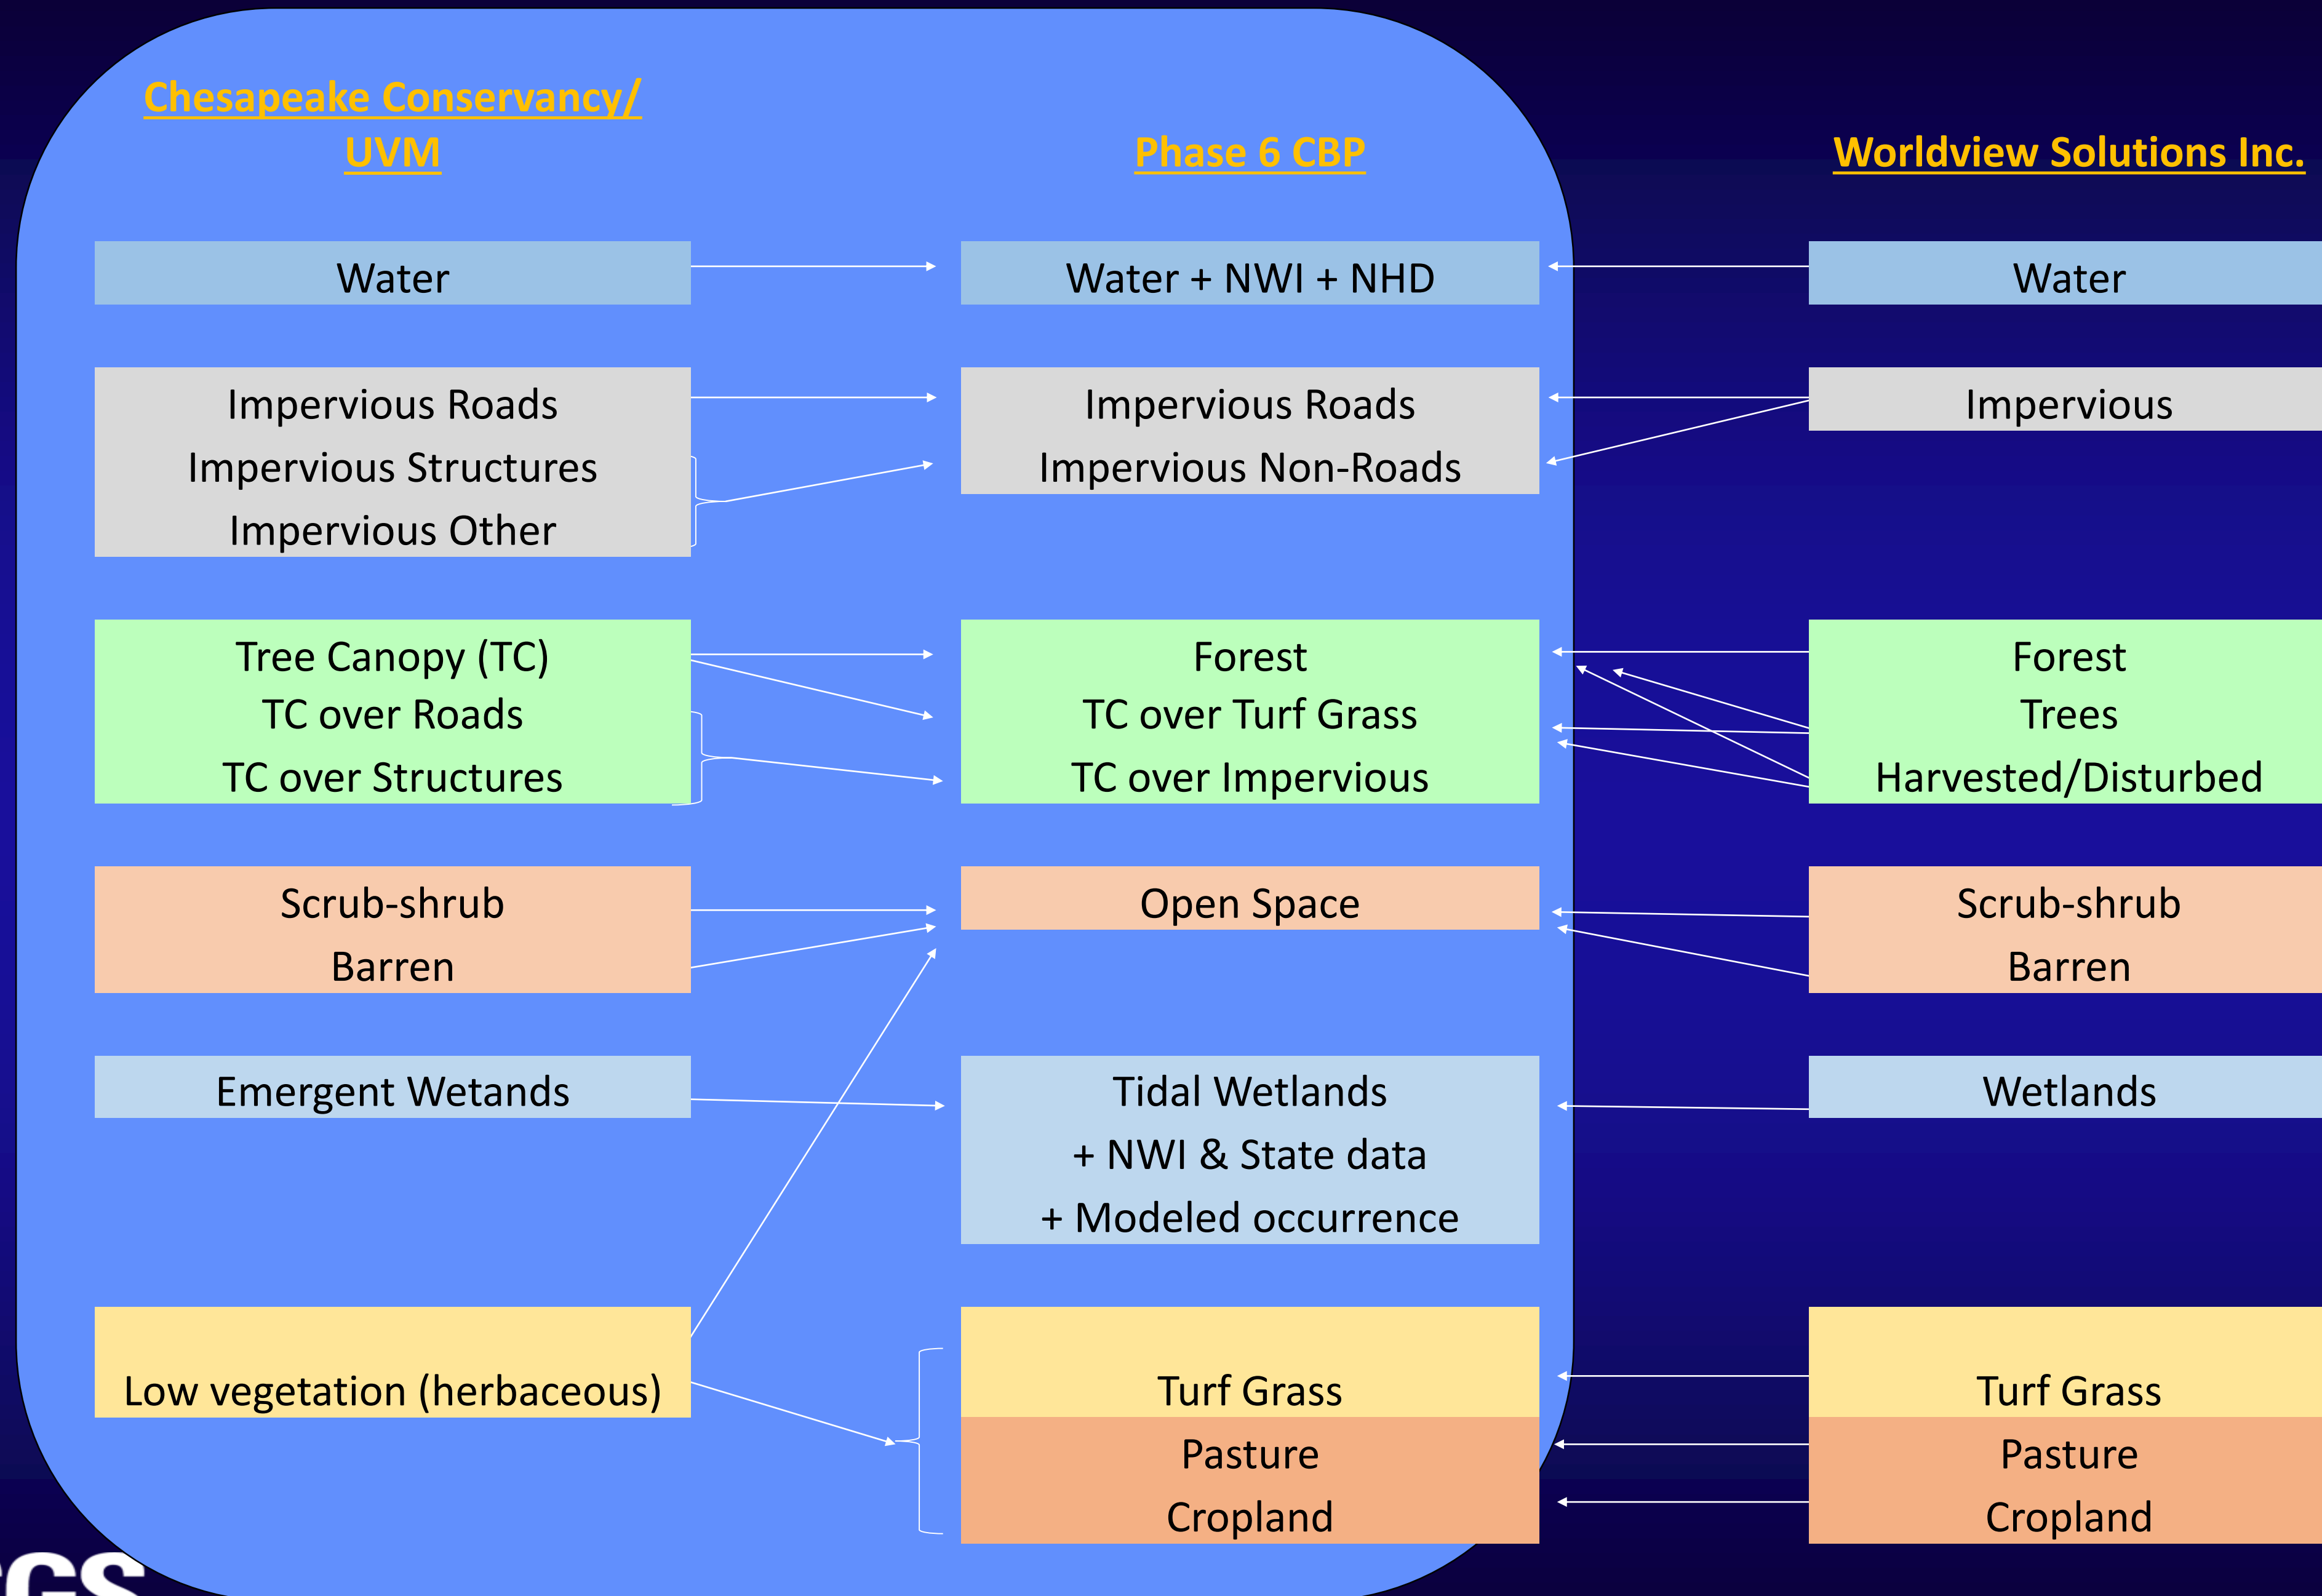 Chesapeake Conservancy/
UVM
Phase 6 CBP
Worldview Solutions Inc.
Water
Water + NWI + NHD
Water
Impervious Roads
Impervious Structures
Impervious Other
Impervious Roads
Impervious Non-Roads
Impervious
Tree Canopy (TC)
TC over Roads
TC over Structures
Forest
TC over Turf Grass
TC over Impervious
Forest
Trees
Harvested/Disturbed
Scrub-shrub
Barren
Open Space
Scrub-shrub
Barren
Emergent Wetands
Tidal Wetlands
+ NWI & State data
+ Modeled occurrence
Wetlands
Low vegetation (herbaceous)
Turf Grass
Pasture
Cropland
Turf Grass
Pasture
Cropland